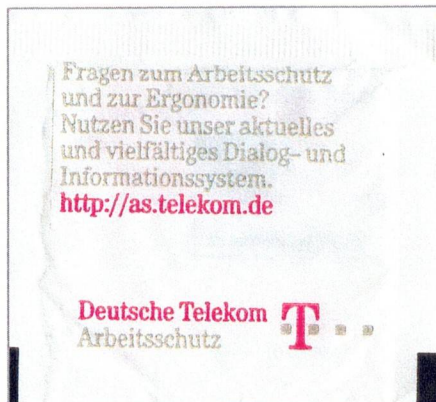 Fragen zum Arbeitsschutz
und zur Ergonomie?
Nutzen Sie unser aktuelles
und vielfältiges Dialog- und
Informationssystem.
http://as.telekom.de
Deutsche Telekom
Arbeitsschutz
T